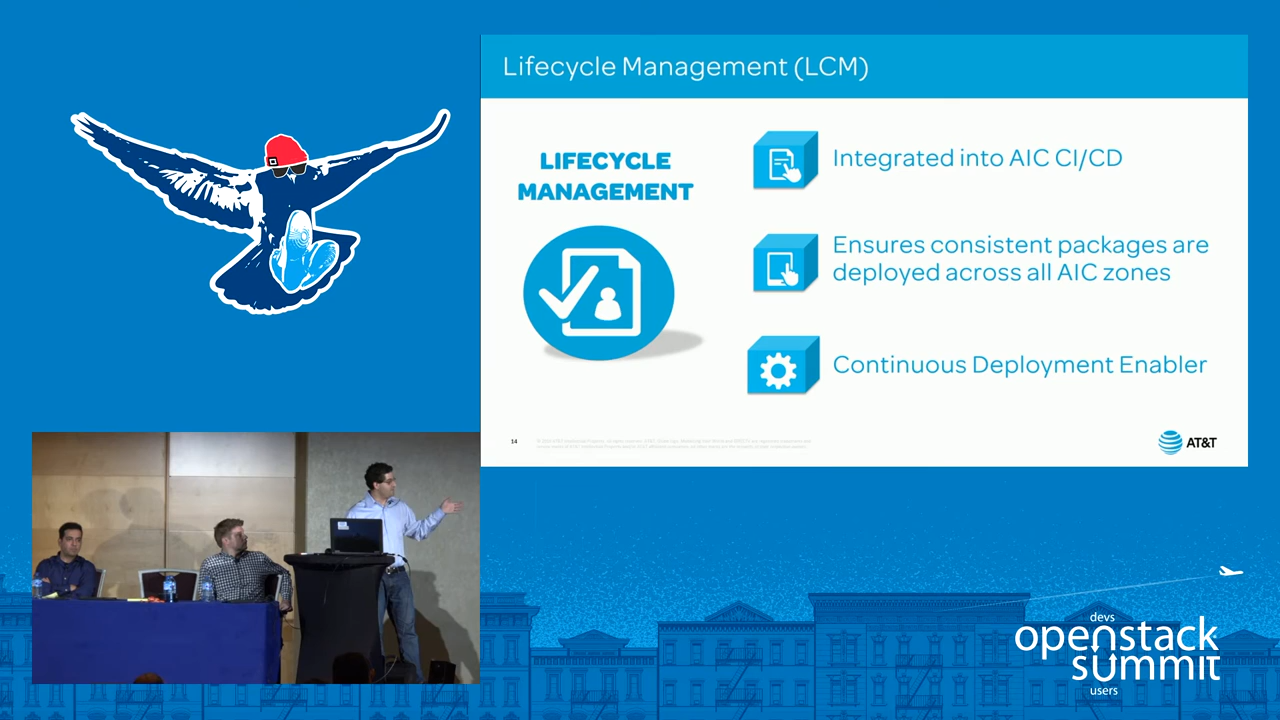 Lifecycle Management (LCM)
LIFECYCLE
MANAGEMENT
Integrated into AIC CI/CD
Ensures consistent packages are
deployed across all AIC zones
Continuous Deployment Enabler
14
AT&T
devs
openstack
summit
users